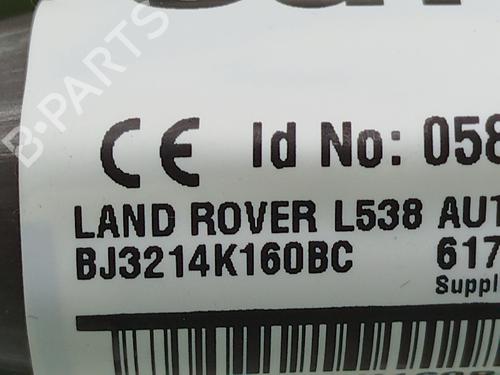 B-PARTS
CE Id No: 058
LAND ROVER L538 AUT
BJ3214K160BC 617
Suppl